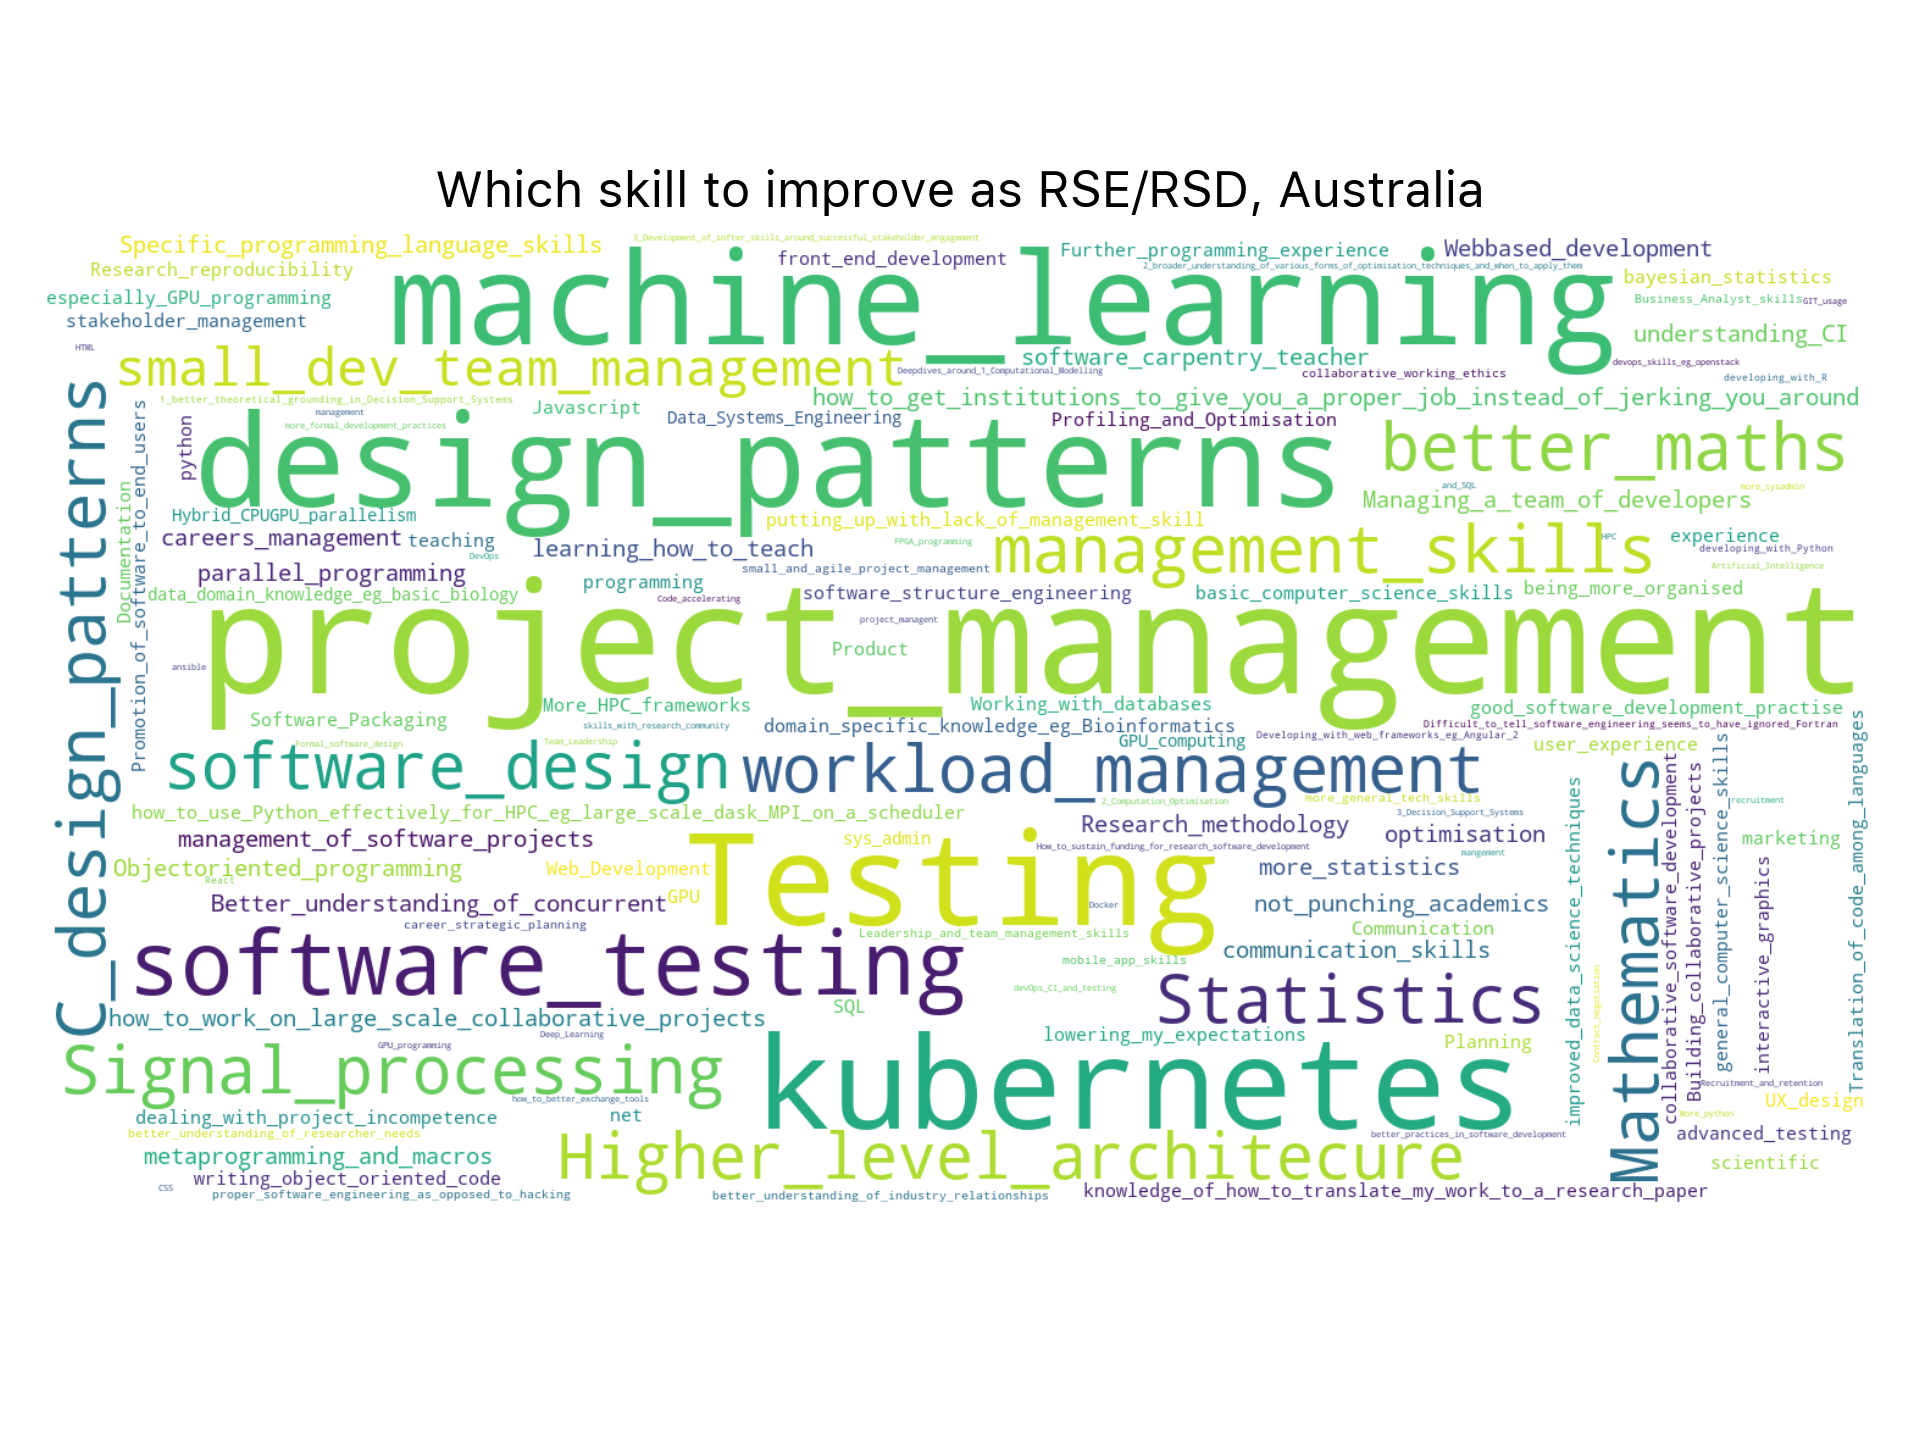 Which skill to improve as RSE/RSD, Australia
Specific_programming_language_skills
3_Development_of_softer_skills_around_successful_stakeholder_engagement
machine_learning
front_end_development
Further_programming_experience
Webbased_development
2_broader_understanding_of_various_forms_of_optimisation_techniques_and_when_to_apply_them
Research_reproducibility
bayesian_statistics
especially_GPU_programming
Business_Analyst_skills
GIT_usage
stakeholder_management
understanding_CI
HTML
small_dev_team_management
software_carpentry_teacher
devops_skills_eg_openstack
Deepdives_around_1_Computational_Modelling
collaborative_working_ethics
developing_with_R
C_design_patterns
Promotion_of_software_to_end_users
1_better_theoretical_grounding_in_Decision_Support_Systems
how_to_get_institutions_to_give_you_a_proper_job_instead_of_jerking_you_around
management
Javascript
Data_Systems_Engineering
Profiling_and_Optimisation
more_formal_development_practices
python
design_patterns
better_maths
Documentation
and_SQL
more_sysadmin
Managing_a_team_of_developers
Hybrid_CPUGPU_parallelism
putting_up_with_lack_of_management_skill
careers_management
teaching
FPGA_programming
management_skills
HPC
experience
DevOps
learning_how_to_teach
developing_with_Python
parallel_programming
small_and_agile_project_management
Artificial_Intelligence
programming
data_domain_knowledge_eg_basic_biology
Code_accelerating
software_structure_engineering
basic_computer_science_skills
being_more_organised
project_management
project_managent
Product
ansible
More_HPC_frameworks
Working_with_databases
good_software_development_practise
Software_Packaging
skills_with_research_community
domain_specific_knowledge_eg_Bioinformatics
Difficult_to_tell_software_engineering_seems_to_have_ignored_Fortran
Formal_software_design
Team_Leadership
GPU_computing
Developing_with_web_frameworks_eg_Angular_2
user_experience
software_design
workload_management
how_to_use_Python_effectively_for_HPC_eg_large_scale_dask_MPI_on_a_scheduler
2_Computation_Optimisation
more_general_tech_skills
3_Decision_Support_Systems
recruitment
management_of_software_projects
Testing
sys_admin
Research_methodology
optimisation
marketing
How_to_sustain_funding_for_research_software_development
mangement
Objectoriented_programming
React
Web_Development
more_statistics
GPU
Better_understanding_of_concurrent
Docker
not_punching_academics
career_strategic_planning
Leadership_and_team_management_skills
Communication
software_testing
communication_skills
mobile_app_skills
devOps_CI_and_testing
Statistics
SQL
improved_data_science_techniques
Contract_negotiation
Mathematics
collaborative_software_development
Building_collaborative_projects
general_computer_science_skills
interactive_graphics
Translation_of_code_among_languages
how_to_work_on_large_scale_collaborative_projects
Deep_Learning
lowering_my_expectations
Planning
GPU_programming
Signal_processing
kubernetes
Recruitment_and_retention
how_to_better_exchange_tools
UX_design
dealing_with_project_incompetence
net
More_python
better_understanding_of_researcher_needs
better_practices_in_software_development
advanced_testing
metaprogramming_and_macros
Higher_level_architecure
scientific
writing_object_oriented_code
CSS
proper_software_engineering_as_opposed_to_hacking
better_understanding_of_industry_relationships
knowledge_of_how_to_translate_my_work_to_a_research_paper